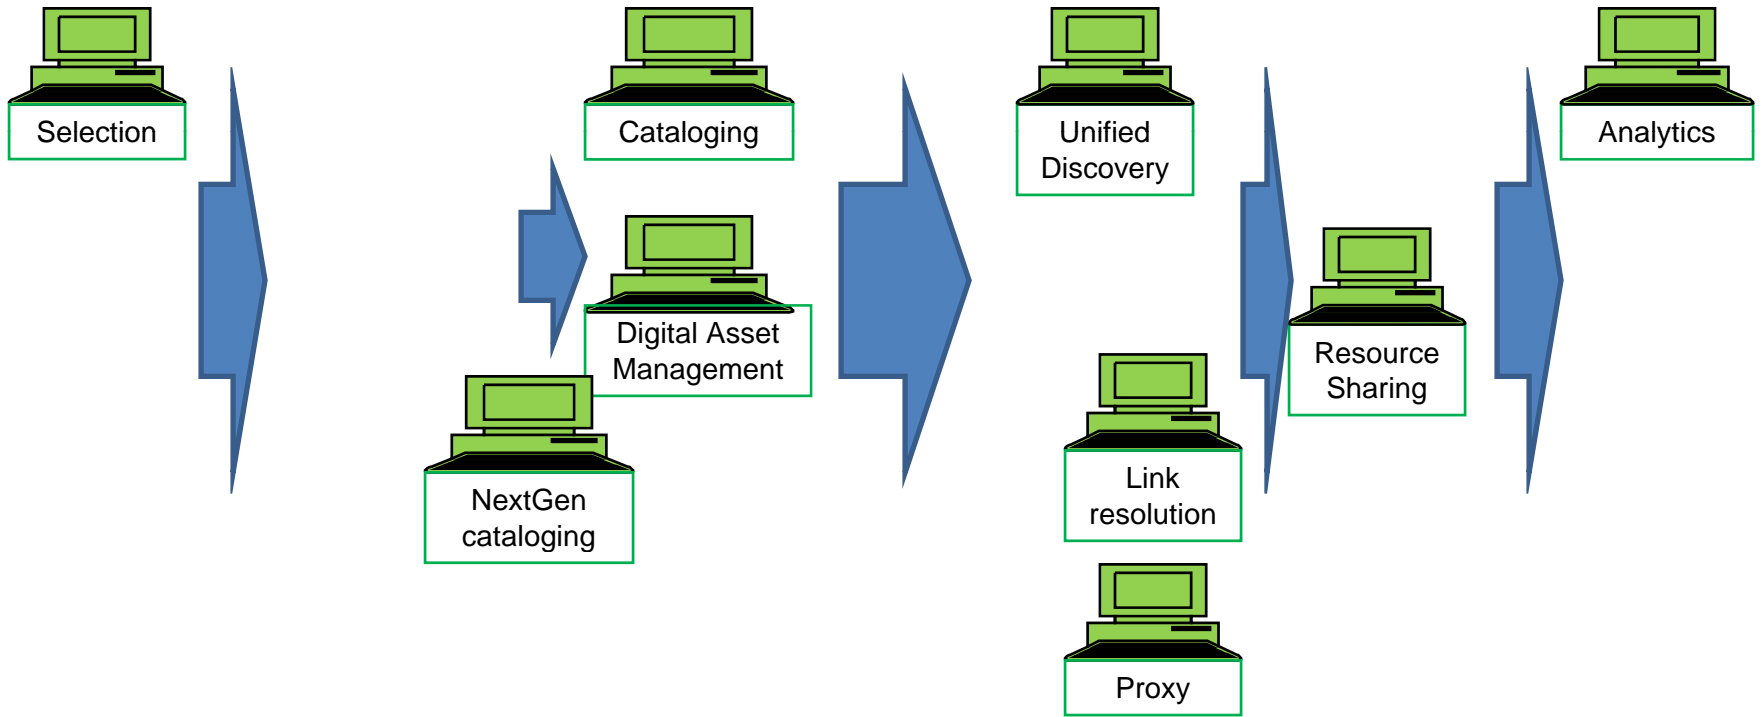 Selection
Cataloging
Unified
Discovery
Analytics
Digital Asset
Management
Resource
Sharing
NextGen
cataloging
Link
resolution
Proxy